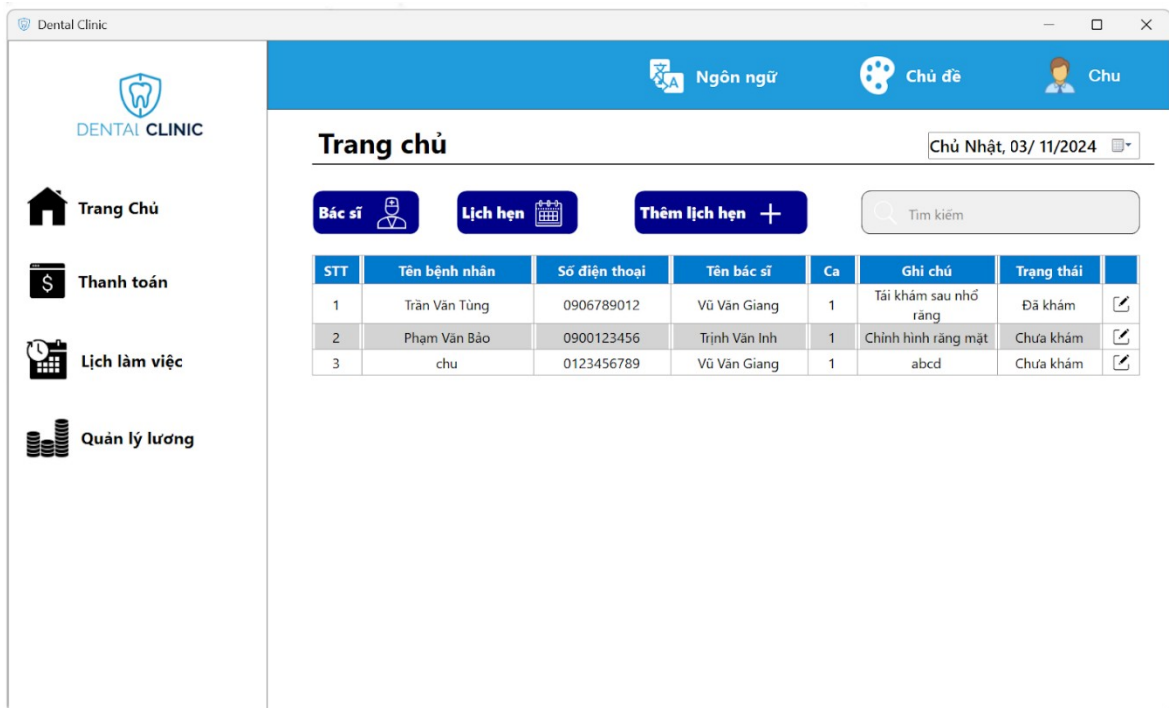 Dental Clinic
Ngôn ngữ
Chủ đề
Chu
DENTAL CLINIC
Trang chủ
Chủ Nhật, 03/ 11/2024
Trang Chủ
Thanh toán
Lịch làm việc
Quản lý lương
Bác sĩ
Lịch hẹn
Thêm lịch hẹn
Tìm kiếm
STT Tên bệnh nhân Số điện thoại Tên bác sĩ Ca Ghi chú Trạng thái
1 Trần Văn Tùng 0906789012 Vũ Văn Giang 1 Tái khám sau nhổ răng Đã khám
2 Phạm Văn Bảo 0900123456 Trịnh Văn Inh 1 Chỉnh hình răng mặt Chưa khám
3 chu 0123456789 Vũ Văn Giang 1 abcd Chưa khám